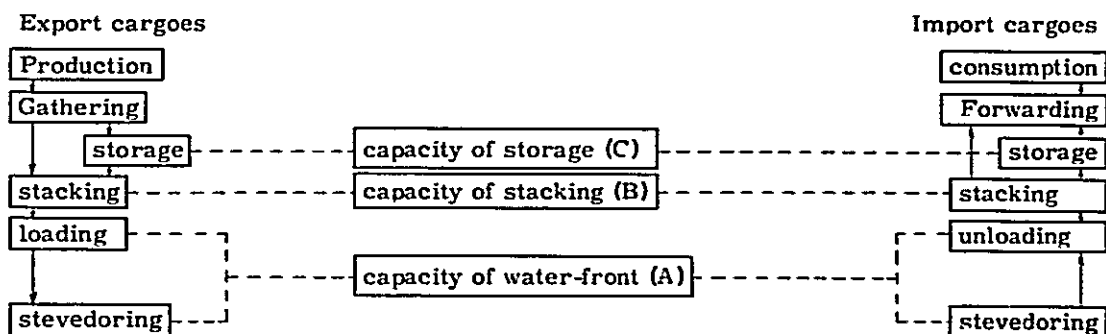 Export cargoes
Import cargoes
Production
consumption
Gathering
Forwarding
storage
capacity of storage (C)
storage
stacking
capacity of stacking (B)
stacking
loading
unloading
capacity of water-front (A)
stevedoring
stevedoring